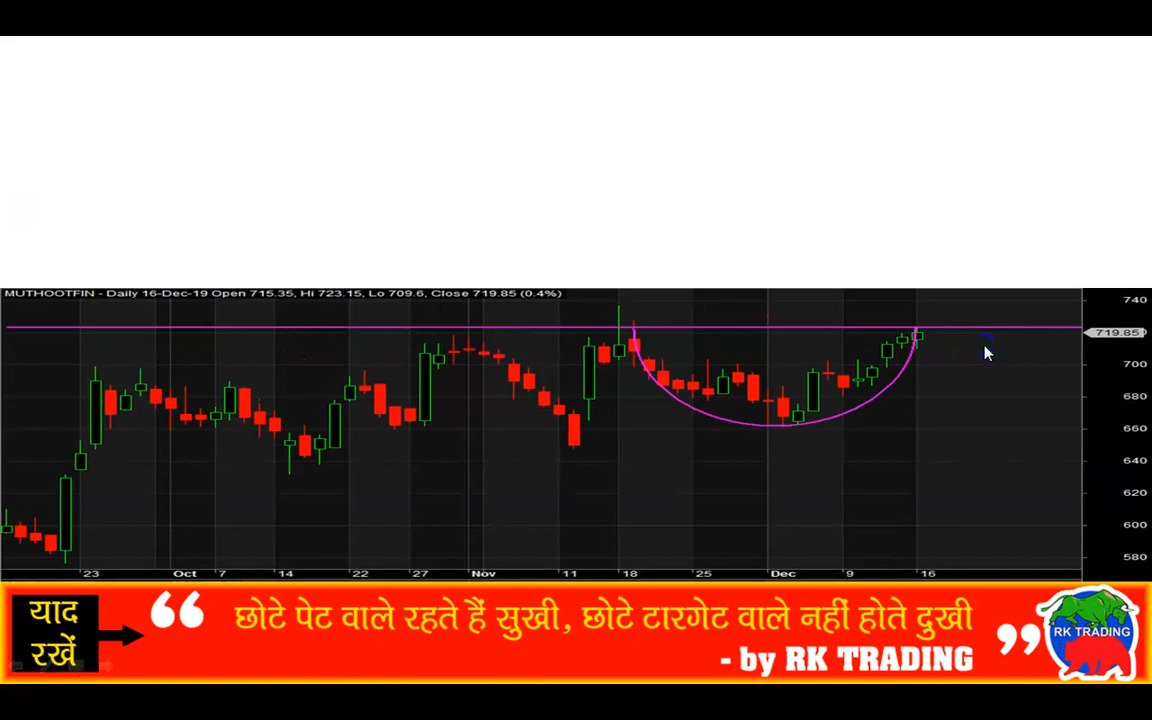 MUTHOOTFIN - Daily 16-Dec-19 Open 715.35, Hi 723.15, Lo 709.6, Close 719.85 (0.4%)
740
719.85
700
680
660
640
620
600
580
23 Oct 7 14 22 27 Nov 11 18 25 Dec 9 16
याद
रखें
“ छोटे पेट वाले रहते हैं सुखी, छोटे टारगेट वाले नहीं होते दुखी ”
- by RK TRADING
RK TRADING